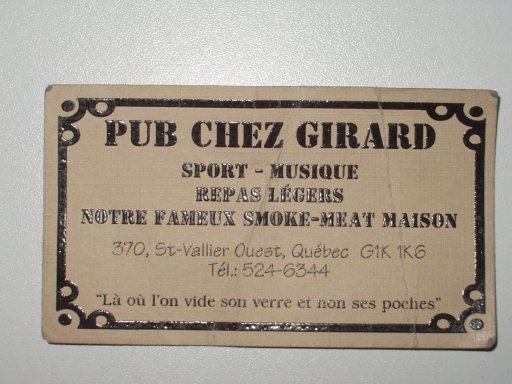 PUB CHEZ GIRARD
SPORT - MUSIQUE
REPAS LÉGERS
NOTRE FAMEUX SMOKE-MEAT MAISON
370, St-Vallier Ouest, Québec G1K 1K6
Tél.: 524-6344
"Là où l'on vide son verre et non ses poches"